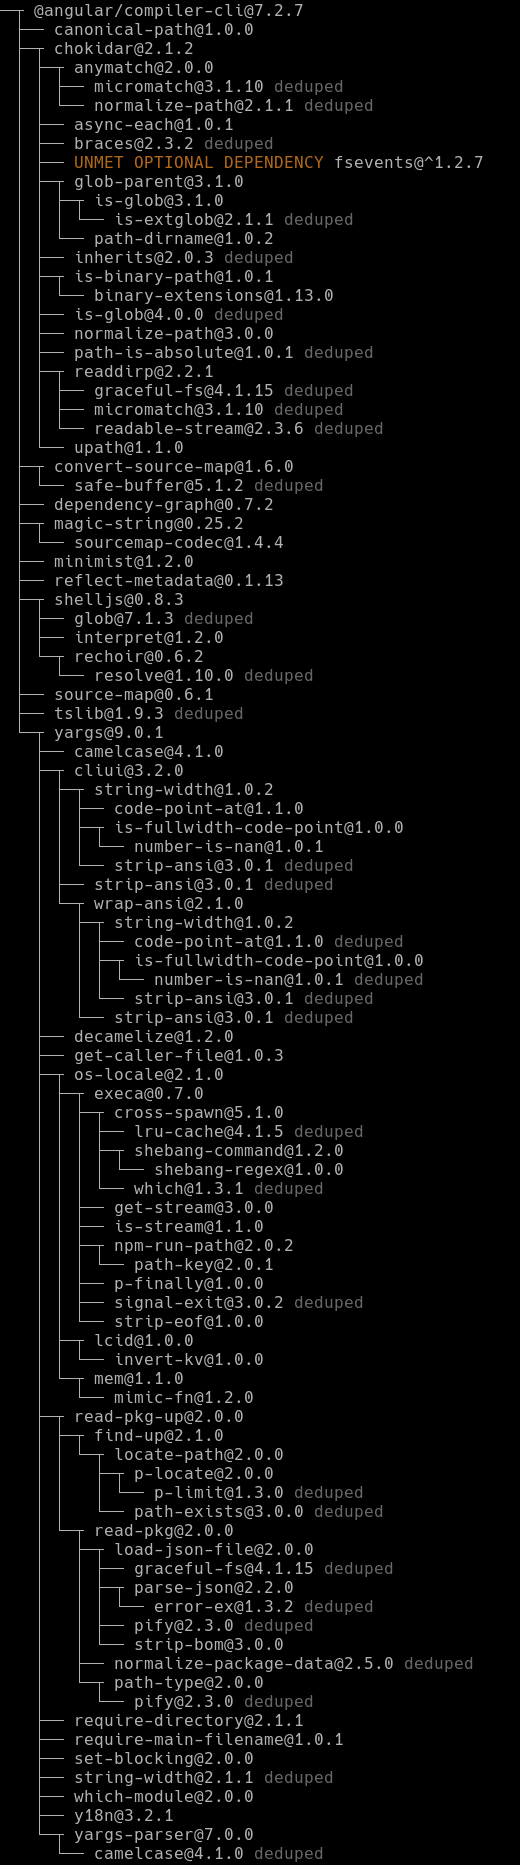 @angular/compiler-cli@7.2.7
canonical-path@1.0.0
chokidar@2.1.2
anymatch@2.0.0
micromatch@3.1.10 deduped
normalize-path@2.1.1 deduped
async-each@1.0.1
braces@2.3.2 deduped
UNMET OPTIONAL DEPENDENCY fsevents@^1.2.7
glob-parent@3.1.0
is-glob@3.1.0
is-extglob@2.1.1 deduped
path-dirname@1.0.2
inherits@2.0.3 deduped
is-binary-path@1.0.1
binary-extensions@1.13.0
is-glob@4.0.0 deduped
normalize-path@3.0.0
path-is-absolute@1.0.1 deduped
readdirp@2.2.1
graceful-fs@4.1.15 deduped
micromatch@3.1.10 deduped
readable-stream@2.3.6 deduped
upath@1.1.0
convert-source-map@1.6.0
safe-buffer@5.1.2 deduped
dependency-graph@0.7.2
magic-string@0.25.2
sourcemap-codec@1.4.4
minimist@1.2.0
reflect-metadata@0.1.13
shelljs@0.8.3
glob@7.1.3 deduped
interpret@1.2.0
rechoir@0.6.2
resolve@1.10.0 deduped
source-map@0.6.1
tslib@1.9.3 deduped
yargs@9.0.1
camelcase@4.1.0
cliui@3.2.0
string-width@1.0.2
code-point-at@1.1.0
is-fullwidth-code-point@1.0.0
number-is-nan@1.0.1
strip-ansi@3.0.1 deduped
strip-ansi@3.0.1 deduped
wrap-ansi@2.1.0
string-width@1.0.2
code-point-at@1.1.0 deduped
is-fullwidth-code-point@1.0.0
number-is-nan@1.0.1 deduped
strip-ansi@3.0.1 deduped
strip-ansi@3.0.1 deduped
decamelize@1.2.0
get-caller-file@1.0.3
os-locale@2.1.0
execa@0.7.0
cross-spawn@5.1.0
lru-cache@4.1.5 deduped
shebang-command@1.2.0
shebang-regex@1.0.0
which@1.3.1 deduped
get-stream@3.0.0
is-stream@1.1.0
npm-run-path@2.0.2
path-key@2.0.1
p-finally@1.0.0
signal-exit@3.0.2 deduped
strip-eof@1.0.0
lcid@1.0.0
invert-kv@1.0.0
mem@1.1.0
mimic-fn@1.2.0
read-pkg-up@2.0.0
find-up@2.1.0
locate-path@2.0.0
p-locate@2.0.0
p-limit@1.3.0 deduped
path-exists@3.0.0 deduped
read-pkg@2.0.0
load-json-file@2.0.0
graceful-fs@4.1.15 deduped
parse-json@2.2.0
error-ex@1.3.2 deduped
pify@2.3.0 deduped
strip-bom@3.0.0
normalize-package-data@2.5.0 deduped
path-type@2.0.0
pify@2.3.0 deduped
require-directory@2.1.1
require-main-filename@1.0.1
set-blocking@2.0.0
string-width@2.1.1 deduped
which-module@2.0.0
y18n@3.2.1
yargs-parser@7.0.0
camelcase@4.1.0 deduped